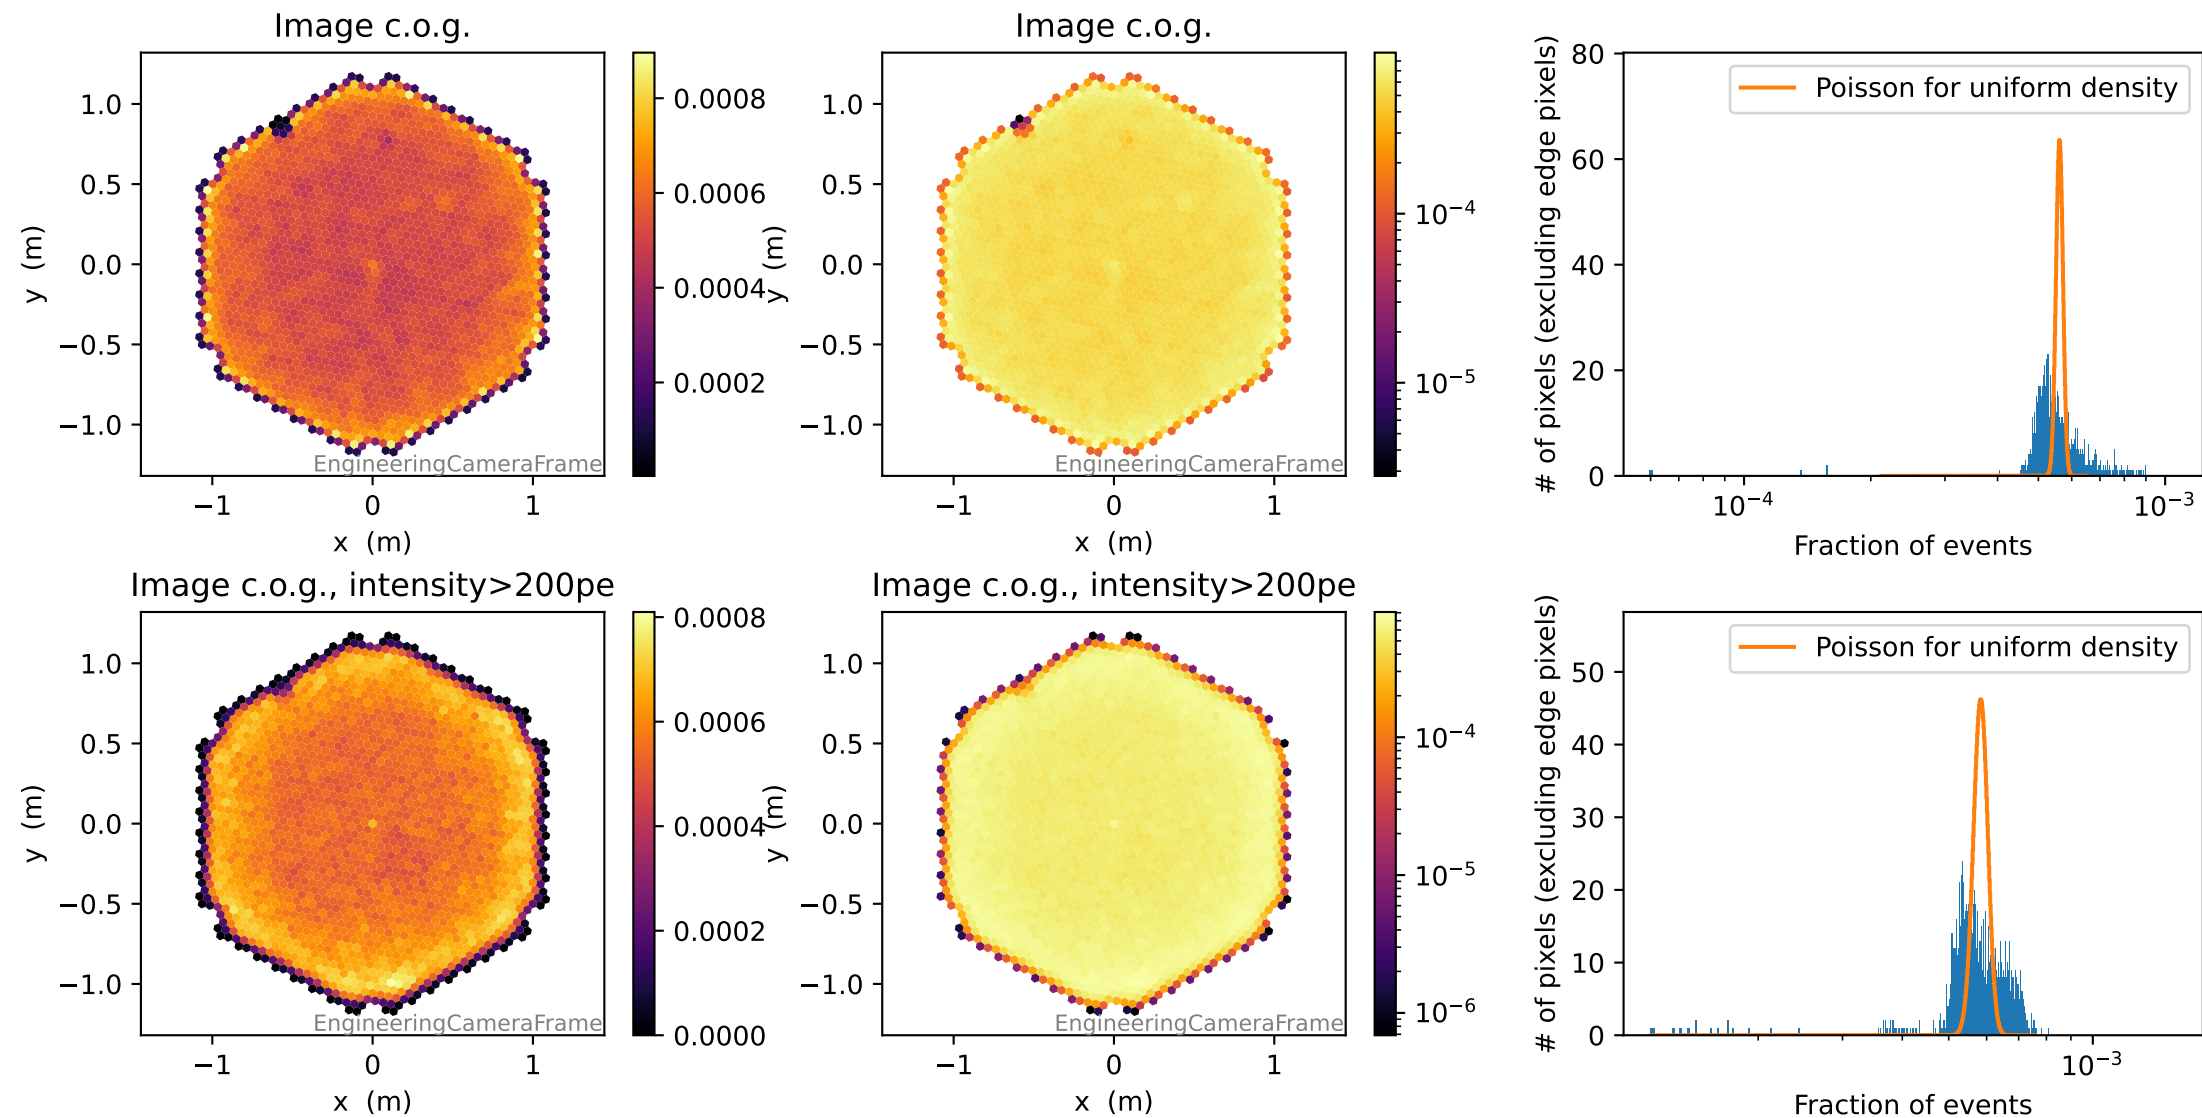 Image c.o.g.
1.0
0.5
0.0
−0.5
−1.0
y (m)
−1
0
1
x (m)
EngineeringCameraFrame
0.0008
0.0006
0.0004
0.0002
Image c.o.g.
1.0
0.5
0.0
−0.5
−1.0
y (m)
−1
0
1
x (m)
EngineeringCameraFrame
10⁻⁴
10⁻⁵
# of pixels (excluding edge pixels)
80
60
40
20
0
Poisson for uniform density
10⁻⁴
10⁻³
Fraction of events
Image c.o.g., intensity>200pe
1.0
0.5
0.0
−0.5
−1.0
y (m)
−1
0
1
x (m)
EngineeringCameraFrame
0.0008
0.0006
0.0004
0.0002
0.0000
Image c.o.g., intensity>200pe
1.0
0.5
0.0
−0.5
−1.0
y (m)
−1
0
1
x (m)
EngineeringCameraFrame
10⁻⁴
10⁻⁵
10⁻⁶
# of pixels (excluding edge pixels)
50
40
30
20
10
0
Poisson for uniform density
10⁻³
Fraction of events